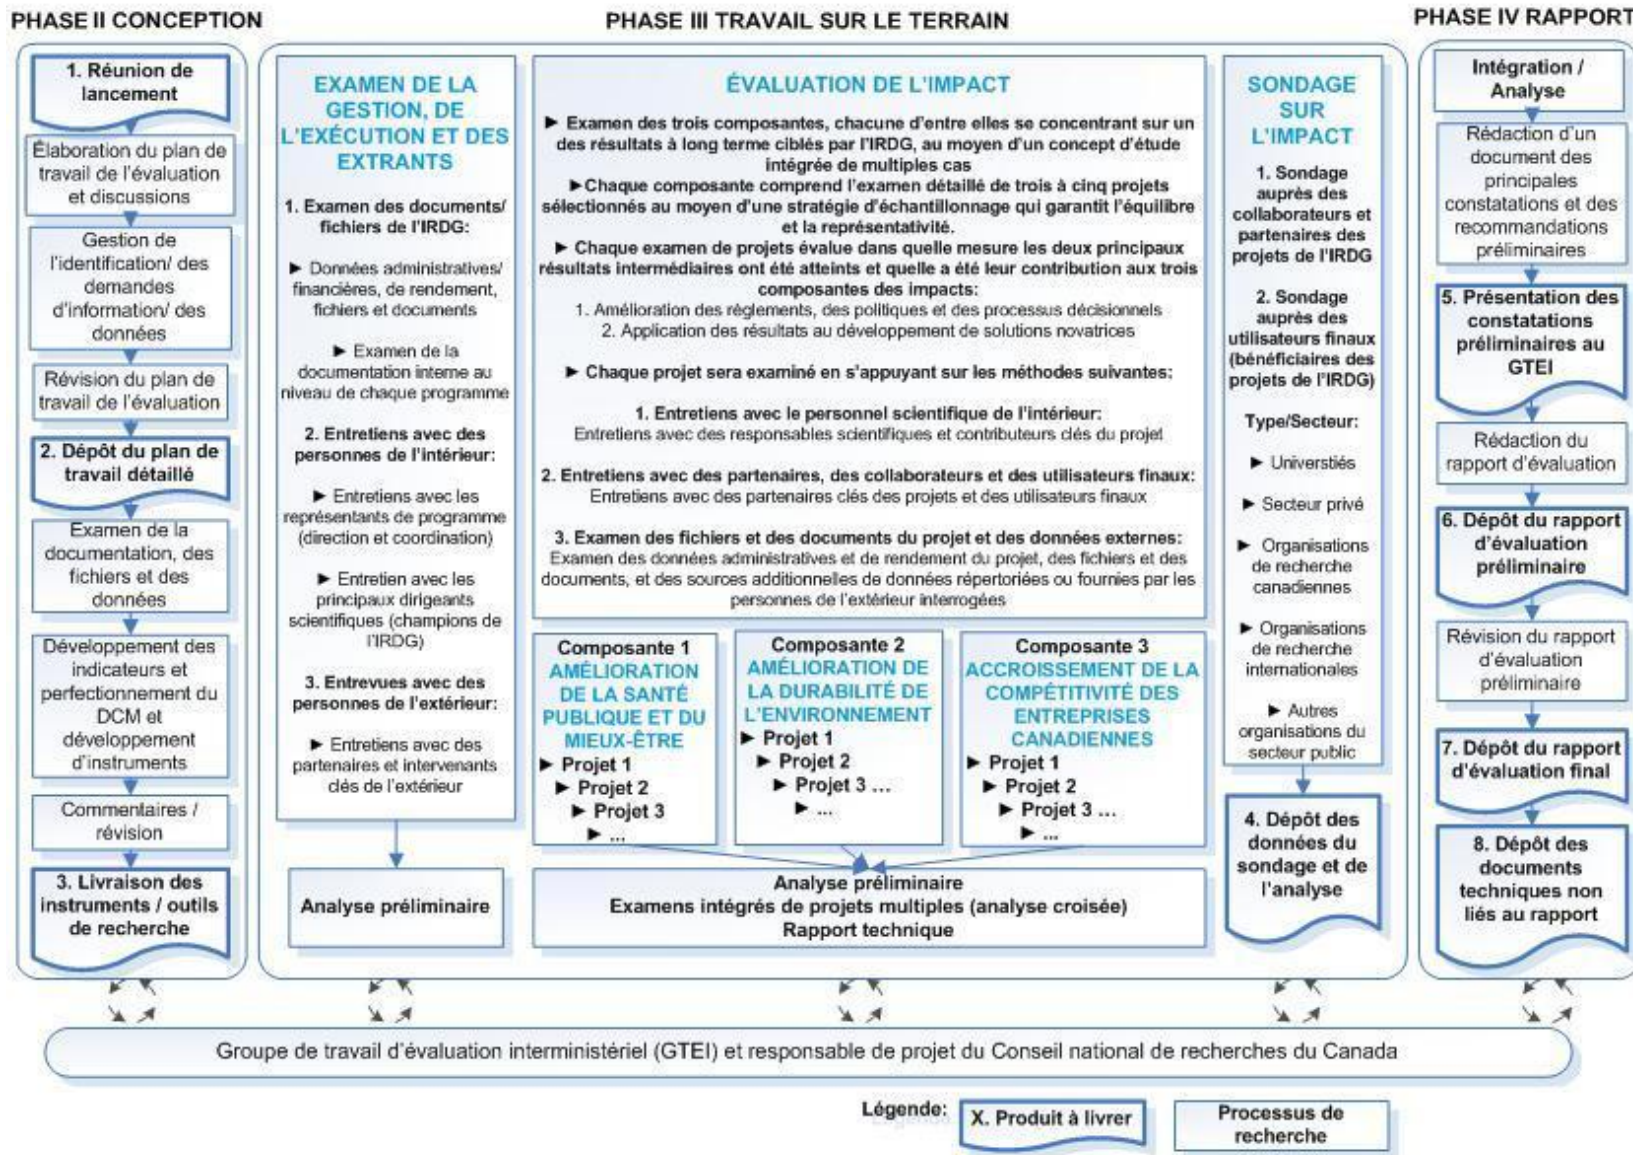 PHASE II CONCEPTION
1. Réunion de
lancement
Élaboration du plan de
travail de l'évaluation
et discussions
Gestion de
l'identification/ des
demandes
d'information/ des
données
Révision du plan de
travail de l'évaluation
2. Dépôt du plan de
travail détaillé
Examen de la
documentation, des
fichiers et des
données
Développement des
indicateurs et
perfectionnement du
DCM et
développement
d'instruments
Commentaires /
révision
3. Livraison des
instruments / outils
de recherche
PHASE III TRAVAIL SUR LE TERRAIN
EXAMEN DE LA
GESTION, DE
L'EXÉCUTION ET DES
EXTRANTS
1. Examen des documents/
fichiers de l'IRDG:
► Données administratives/
financières, de rendement,
fichiers et documents
► Examen de la
documentation interne au
niveau de chaque programme
2. Entretiens avec des
personnes de l'intérieur:
► Entretiens avec les
représentants de programme
(direction et coordination)
► Entretien avec les
principaux dirigeants
scientifiques (champions de
l'IRDG)
3. Entrevues avec des
personnes de l'extérieur:
► Entretiens avec des
partenaires et intervenants
clés de l'extérieur
Analyse préliminaire
ÉVALUATION DE L'IMPACT
► Examen des trois composantes, chacune d'entre elles se concentrant sur un
des résultats à long terme ciblés par l'IRDG, au moyen d'un concept d'étude
intégrée de multiples cas
►Chaque composante comprend l'examen détaillé de trois à cinq projets
sélectionnés au moyen d'une stratégie d'échantillonnage qui garantit l'équilibre
et la représentativité.
► Chaque examen de projets évalue dans quelle mesure les deux principaux
résultats intermédiaires ont été atteints et quelle a été leur contribution aux trois
composantes des impacts:
1. Amélioration des règlements, des politiques et des processus décisionnels
2. Application des résultats au développement de solutions novatrices
► Chaque projet sera examiné en s'appuyant sur les méthodes suivantes:
1. Entretiens avec le personnel scientifique de l'intérieur:
Entretiens avec des responsables scientifiques et contributeurs clés du projet
2. Entretiens avec des partenaires, des collaborateurs et des utilisateurs finaux:
Entretiens avec des partenaires clés des projets et des utilisateurs finaux
3. Examen des fichiers et des documents du projet et des données externes:
Examen des données administratives et de rendement du projet, des fichiers et des
documents, et des sources additionnelles de données répertoriées ou fournies par les
personnes de l'extérieur interrogées
Composante 1
AMÉLIORATION
DE LA SANTÉ
PUBLIQUE ET DU
MIEUX-ÊTRE
► Projet 1
► Projet 2
► Projet 3
► ...
Composante 2
AMÉLIORATION DE
LA DURABILITÉ DE
L'ENVIRONNEMENT
► Projet 1
► Projet 2
► Projet 3 ...
► ...
Composante 3
ACCROISSEMENT DE LA
COMPÉTITIVITÉ DES
ENTREPRISES
CANADIENNES
► Projet 1
► Projet 2
► Projet 3 ...
► ...
Analyse préliminaire
Examens intégrés de projets multiples (analyse croisée)
Rapport technique
SONDAGE
SUR
L'IMPACT
1. Sondage
auprès des
collaborateurs et
partenaires des
projets de l'IRDG
2. Sondage
auprès des
utilisateurs finaux
(bénéficiaires des
projets de l'IRDG)
Type/Secteur:
► Universtiés
► Secteur privé
► Organisations
de recherche
canadiennes
► Organisations
de recherche
internationales
► Autres
organisations du
secteur public
4. Dépôt des
données du
sondage et de
l'analyse
PHASE IV RAPPORT
Intégration /
Analyse
Rédaction d'un
document des
principales
constatations et des
recommandations
préliminaires
5. Présentation des
constatations
préliminaires au
GTEI
Rédaction du
rapport d'évaluation
6. Dépôt du rapport
d'évaluation
préliminaire
Révision du rapport
d'évaluation
préliminaire
7. Dépôt du rapport
d'évaluation final
8. Dépôt des
documents
techniques non
liés au rapport
Groupe de travail d'évaluation interministériel (GTEI) et responsable de projet du Conseil national de recherches du Canada
Légende:
X. Produit à livrer
Processus de
recherche